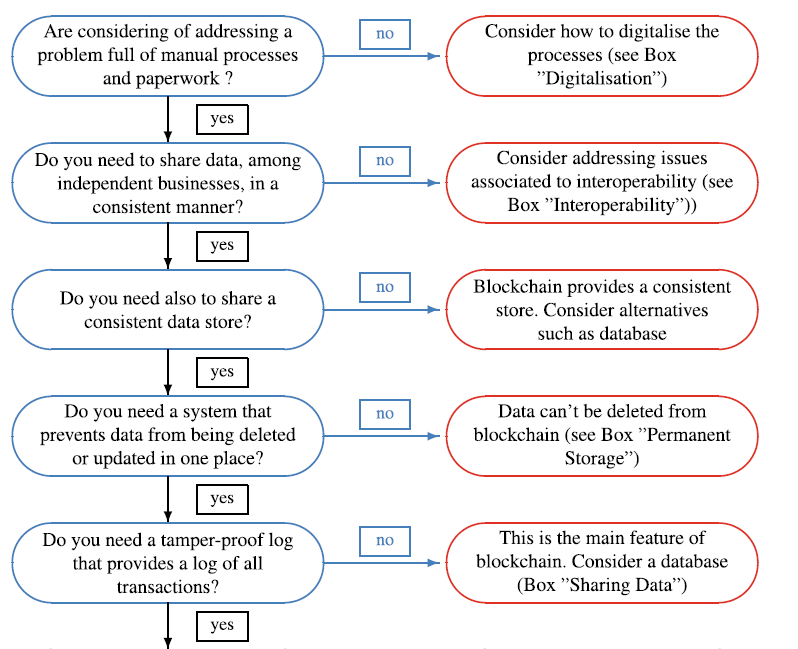 Are considering of addressing a
problem full of manual processes
and paperwork ?
no
Consider how to digitalise the
processes (see Box
”Digitalisation”)
yes
Do you need to share data, among
independent businesses, in a
consistent manner?
no
Consider addressing issues
associated to interoperability (see
Box ”Interoperability”))
yes
Do you need also to share a
consistent data store?
no
Blockchain provides a consistent
store. Consider alternatives
such as database
yes
Do you need a system that
prevents data from being deleted
or updated in one place?
no
Data can’t be deleted from
blockchain (see Box ”Permanent
Storage”)
yes
Do you need a tamper-proof log
that provides a log of all
transactions?
no
This is the main feature of
blockchain. Consider a database
(Box ”Sharing Data”)
yes